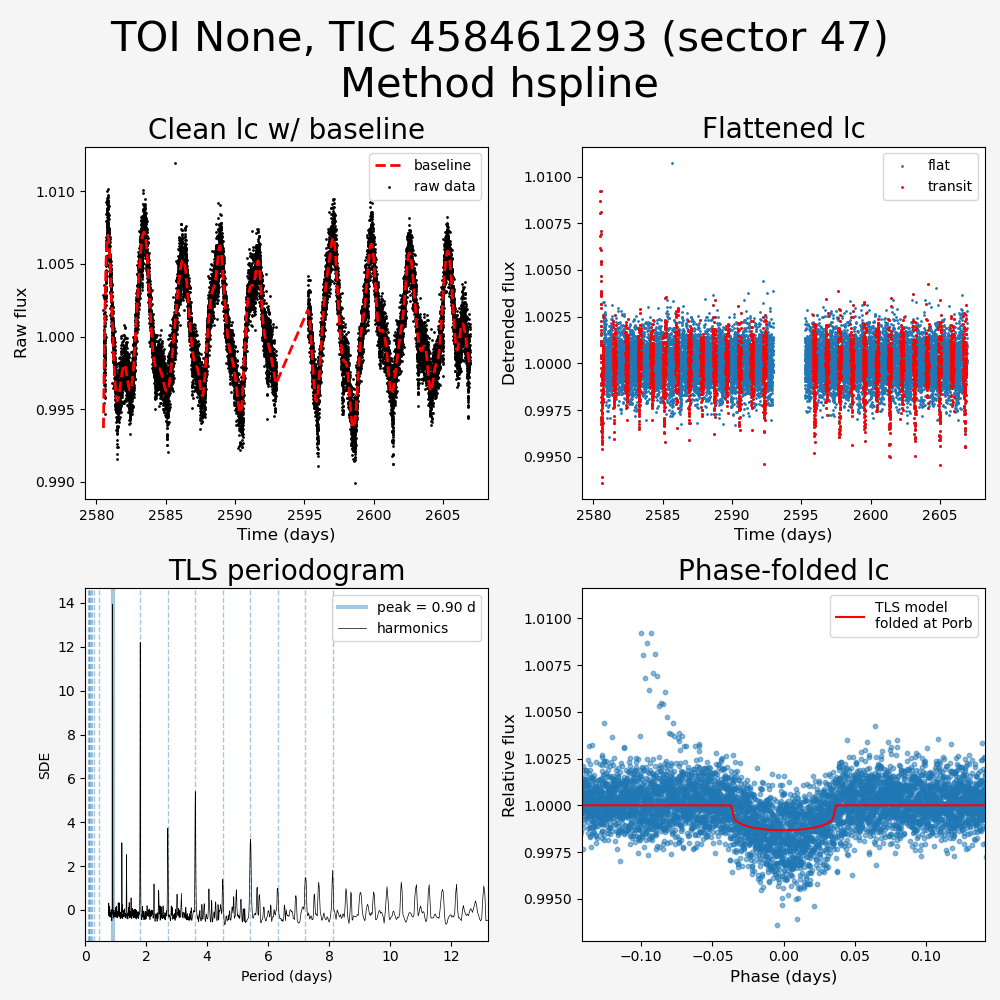 TOI None, TIC 458461293 (sector 47)
Method hspline
Clean lc w/ baseline
Flattened lc
baseline
raw data
flat
transit
Raw flux
1.010
1.005
1.000
0.995
0.990
2580
2585
2590
2595
2600
2605
Time (days)
Detrended flux
1.0100
1.0075
1.0050
1.0025
1.0000
0.9975
0.9950
2580
2585
2590
2595
2600
2605
Time (days)
TLS periodogram
Phase-folded lc
peak = 0.90 d
harmonics
SDE
14
12
10
8
6
4
2
0
0
2
4
6
8
10
12
Period (days)
TLS model
folded at Porb
Relative flux
1.0100
1.0075
1.0050
1.0025
1.0000
0.9975
0.9950
−0.10
−0.05
0.00
0.05
0.10
Phase (days)